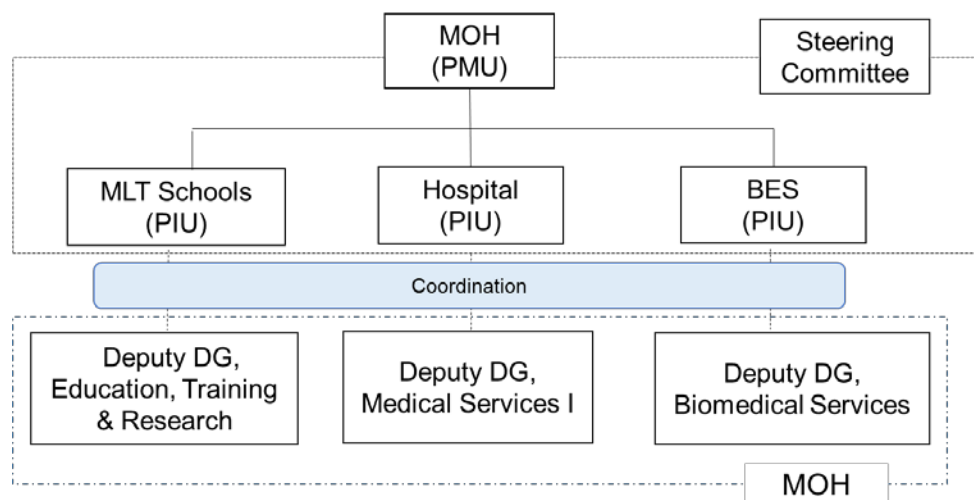 MOH
(PMU)
Steering
Committee
MLT Schools
(PIU)
Hospital
(PIU)
BES
(PIU)
Coordination
Deputy DG,
Education, Training
& Research
Deputy DG,
Medical Services I
Deputy DG,
Biomedical Services
MOH